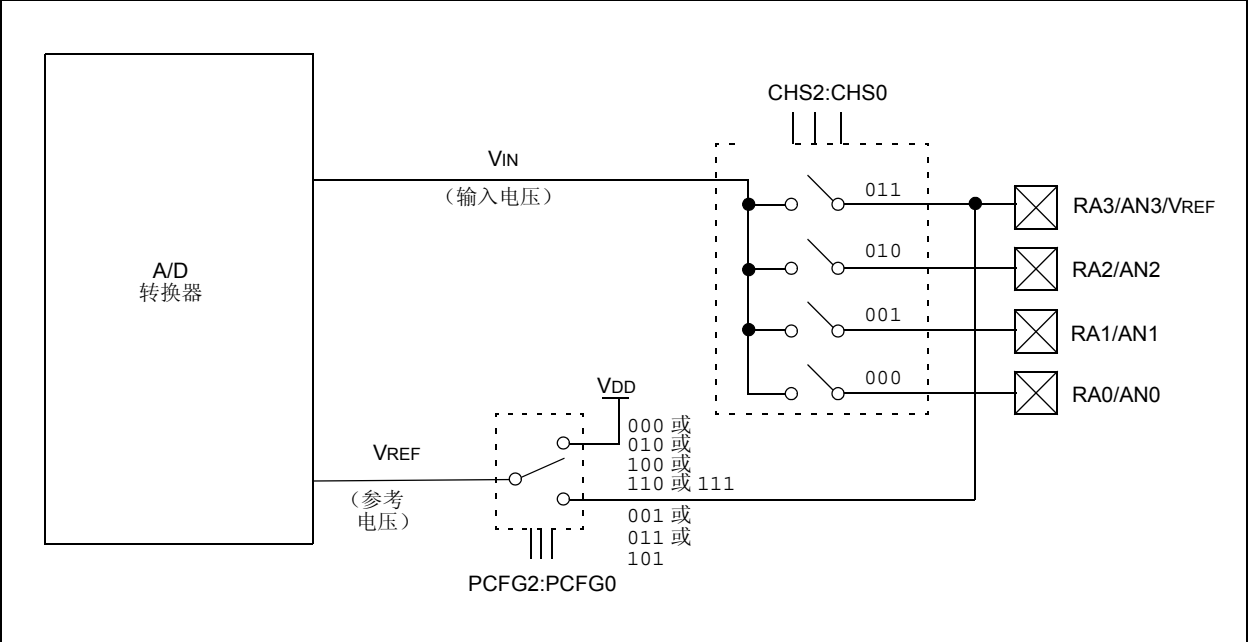 CHS2:CHS0
VIN
（输入电压）
011
RA3/AN3/VREF
010
RA2/AN2
A/D
转换器
001
RA1/AN1
000
RA0/AN0
VDD
000 或
010 或
100 或
110 或 111
VREF
（参考
电压）
001 或
011 或
101
PCFG2:PCFG0